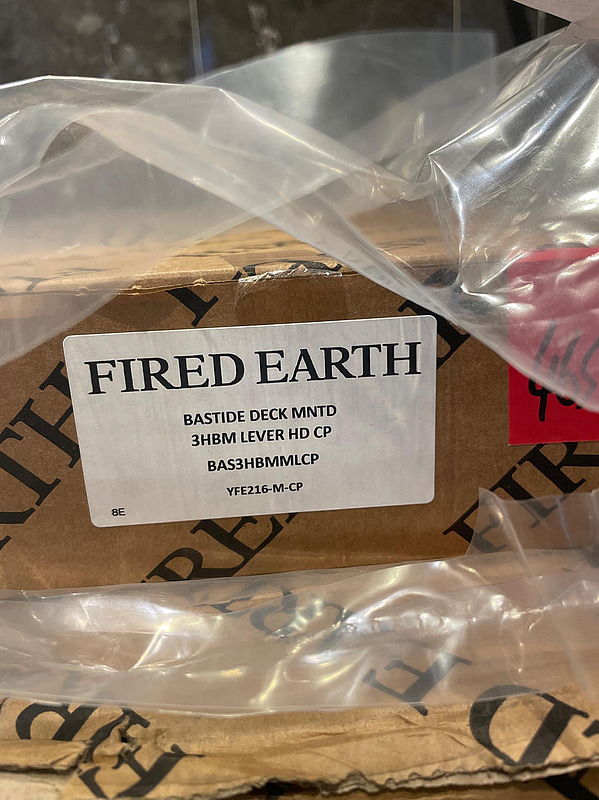 FIRED EARTH
BASTIDE DECK MNTD
3HBM LEVER HD CP
BAS3HBMMLCP
YFE216-M-CP
8E